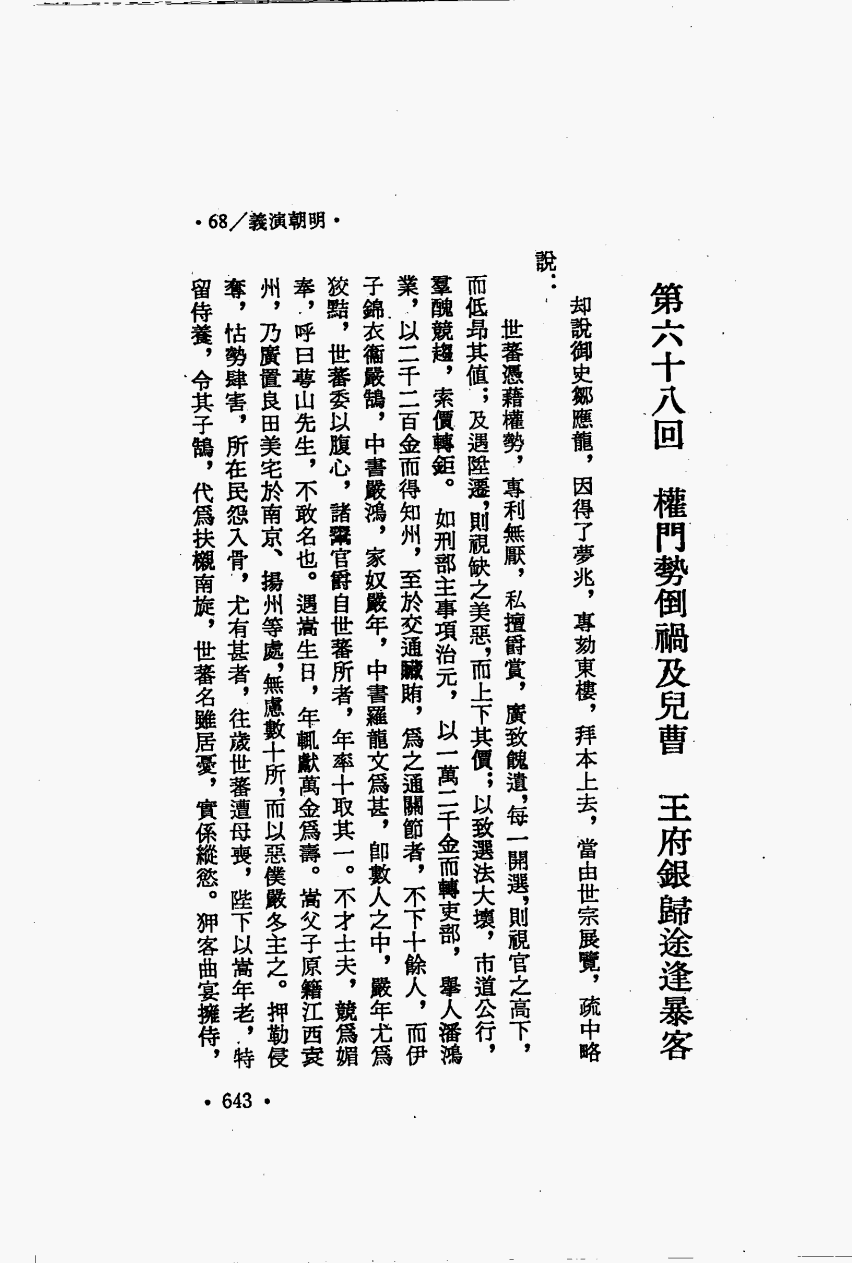 ·68/義演朝明·
第六十八回　權門勢倒禍及兒曹　王府銀歸途逢暴客
却說御史鄒應龍，因得了夢兆，專劾東樓，拜本上去，當由世宗展覽，疏中略
說：
世蕃憑藉權勢，專利無厭，私擅爵賞，廣致餽遺，每一開選，則視官之高下，
而低昂其值；及遇陞遷，則視缺之美惡，而上下其價；以致選法大壞，市道公行，
羣醜競趨，索價轉鉅。如刑部主事項治元，以一萬二千金而轉吏部，舉人潘鴻
業，以二千二百金而得知州，至於交通贓賄，爲之通關節者，不下十餘人，而伊
子錦衣衞嚴鵠，中書嚴鴻，家奴嚴年，中書羅龍文爲甚，卽數人之中，嚴年尤爲
狡黠，世蕃委以腹心，諸鬻官爵自世蕃所者，年率十取其一。不才士夫，競爲媚
奉，呼曰萼山先生，不敢名也。遇嵩生日，年輒獻萬金爲壽。嵩父子原籍江西袁
州，乃廣置良田美宅於南京、揚州等處，無慮數十所，而以惡僕嚴冬主之。押勒侵
奪，怙勢肆害，所在民怨入骨，尤有甚者，往歲世蕃遭母喪，陛下以嵩年老，特
留侍養，令其子鵠，代爲扶櫬南旋，世蕃名雖居憂，實係縱慾。狎客曲宴擁侍，
·643·